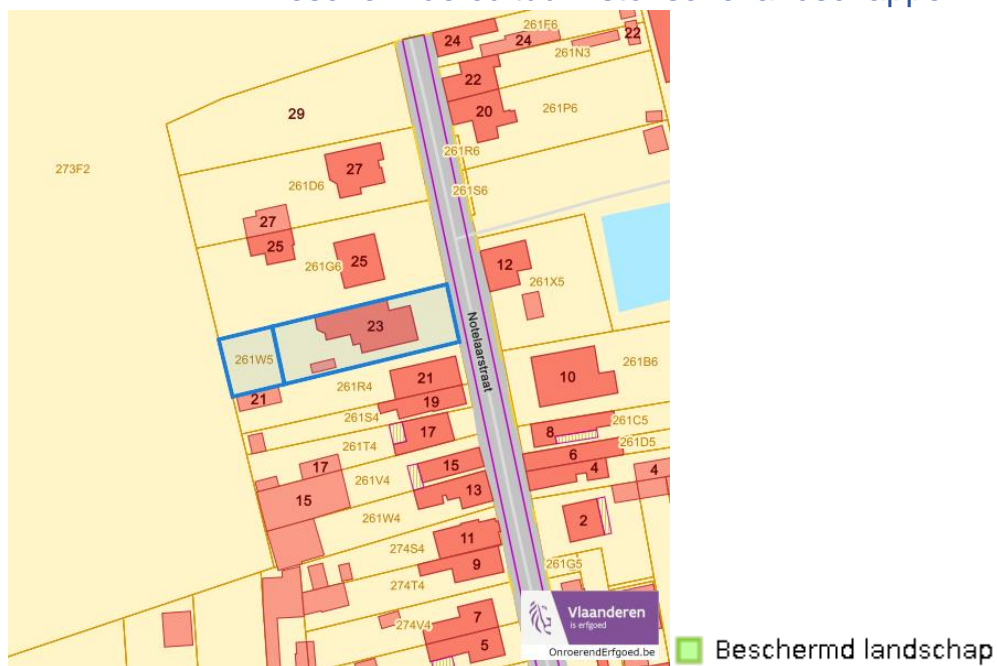 24
261F6
24
22
261N3
22
29
20
261P6
273F2
261R6
27
261D6
261S6
27
25
25
261G6
12
261X5
23
Notelaarstraat
261W5
261B6
21
10
261R4
21
19
261S4
261C5
8
17
261T4
261D5
6
15
4
4
17
261V4
13
15
261W4
2
11
274S4
9
261G5
274T4
7
274V4
5
Vlaanderen
is erfgoed
OnroerendErfgoed.be
Beschermd landschap